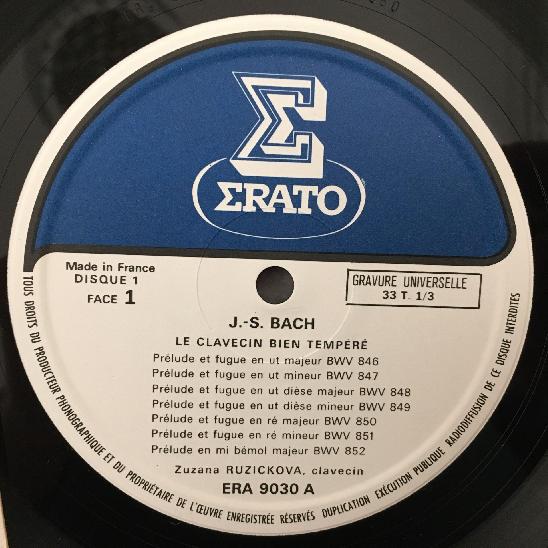 ΣRATO
Made in France
DISQUE 1
FACE 1
GRAVURE UNIVERSELLE
33 T. 1/3
J.-S. BACH
LE CLAVECIN BIEN TEMPÉRÉ
Prélude et fugue en ut majeur BWV 846
Prélude et fugue en ut mineur BWV 847
Prélude et fugue en ut dièse majeur BWV 848
Prélude et fugue en ut dièse mineur BWV 849
Prélude et fugue en ré majeur BWV 850
Prélude et fugue en ré mineur BWV 851
Prélude en mi bémol majeur BWV 852
Zuzana RUZICKOVA, clavecin
ERA 9030 A
TOUS DROITS DU PRODUCTEUR PHONOGRAPHIQUE ET DU PROPRIÉTAIRE DE L'ŒUVRE ENREGISTRÉE RÉSERVÉS DUPLICATION EXÉCUTION PUBLIQUE RADIODIFFUSION DE CE DISQUE INTERDITES